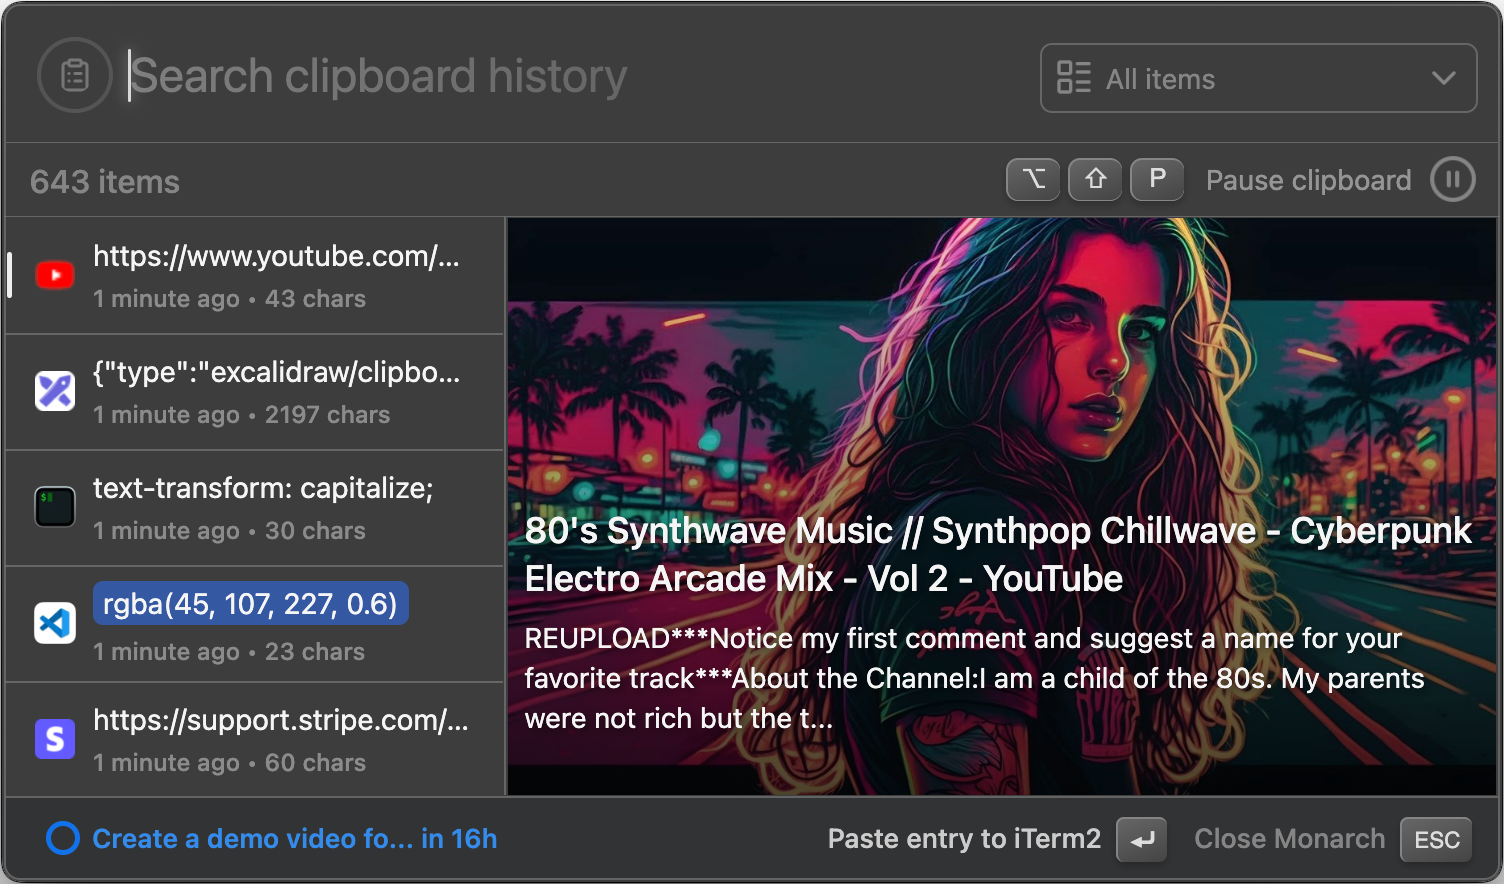 Search clipboard history
All items
643 items
⌥ ⇧ P Pause clipboard
https://www.youtube.com/...
1 minute ago • 43 chars
{"type":"excalidraw/clipbo...
1 minute ago • 2197 chars
$
text-transform: capitalize;
1 minute ago • 30 chars
rgba(45, 107, 227, 0.6)
1 minute ago • 23 chars
S
https://support.stripe.com/...
1 minute ago • 60 chars
80's Synthwave Music // Synthpop Chillwave - Cyberpunk
Electro Arcade Mix - Vol 2 - YouTube
REUPLOAD***Notice my first comment and suggest a name for your
favorite track***About the Channel:I am a child of the 80s. My parents
were not rich but the t...
Create a demo video fo... in 16h
Paste entry to iTerm2 ↵ Close Monarch ESC